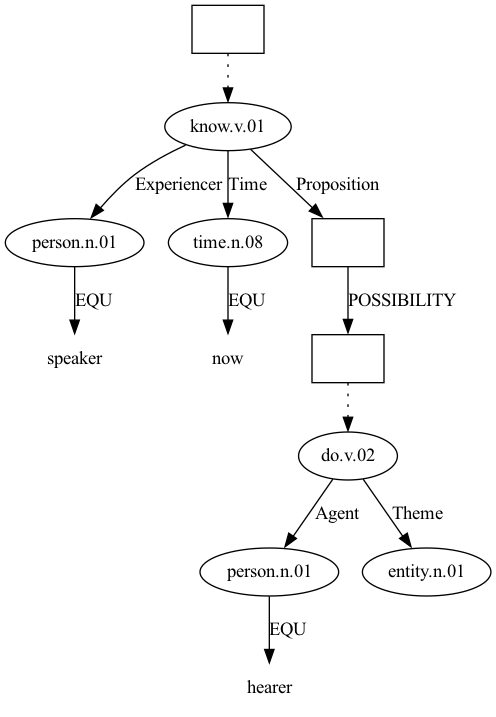 know.v.01
Experiencer Time Proposition
person.n.01 time.n.08
EQU EQU POSSIBILITY
speaker now
do.v.02
Agent Theme
person.n.01 entity.n.01
EQU
hearer